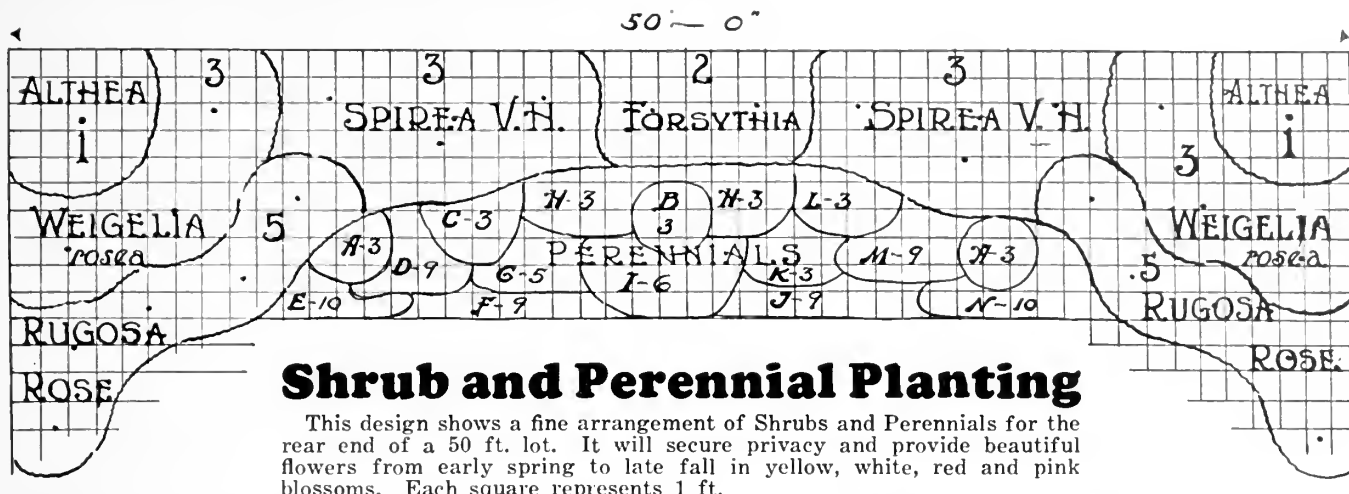 50'—0"
3 3 2 3
ALTHEA SPIREA V.H. FORSYTHIA SPIREA V.H. ALTHEA
1 3 1
H-3 B H-3 L-3
WEIGELIA 5 C-3 3 WEIGELIA
rosea A-3 D-9 PERENNIALS M-9 A-3 rosea
G-5 I-6 K-3 5
E-10 F-9 J-9 N-10 RUGOSA
RUGOSA
ROSE ROSE
Shrub and Perennial Planting
This design shows a fine arrangement of Shrubs and Perennials for the
rear end of a 50 ft. lot. It will secure privacy and provide beautiful
flowers from early spring to late fall in yellow, white, red and pink
blossoms. Each square represents 1 ft.